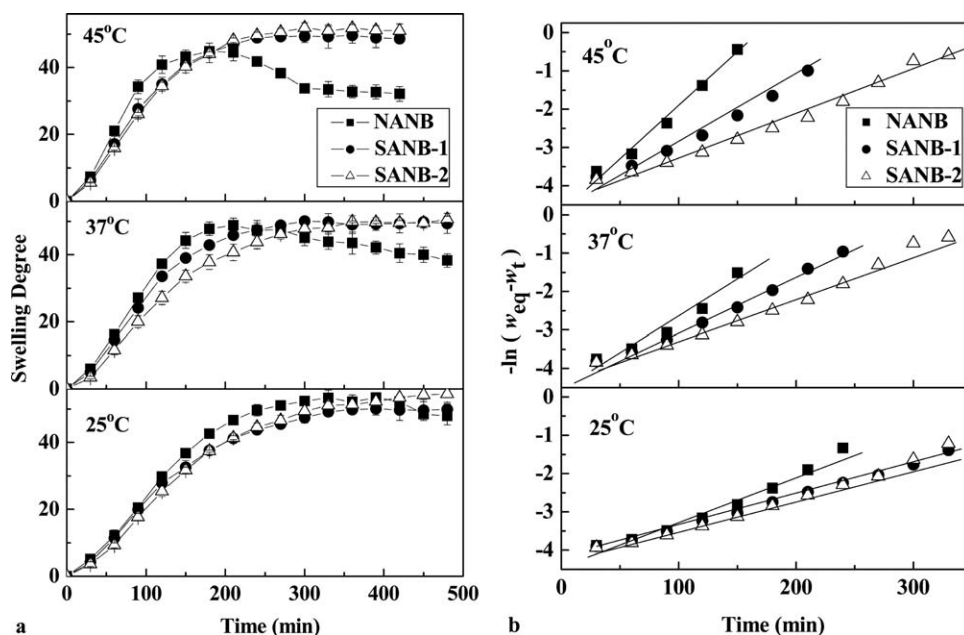 45°C
NANB
SANB-1
SANB-2
40
20
0
37°C
40
20
0
25°C
40
20
0
0 100 200 300 400 500
Swelling Degree
Time (min)
a
45°C
NANB
SANB-1
SANB-2
0
-1
-2
-3
-4
37°C
-1
-2
-3
-4
25°C
-1
-2
-3
-4
0 100 200 300
-ln (weq-wt)
Time (min)
b